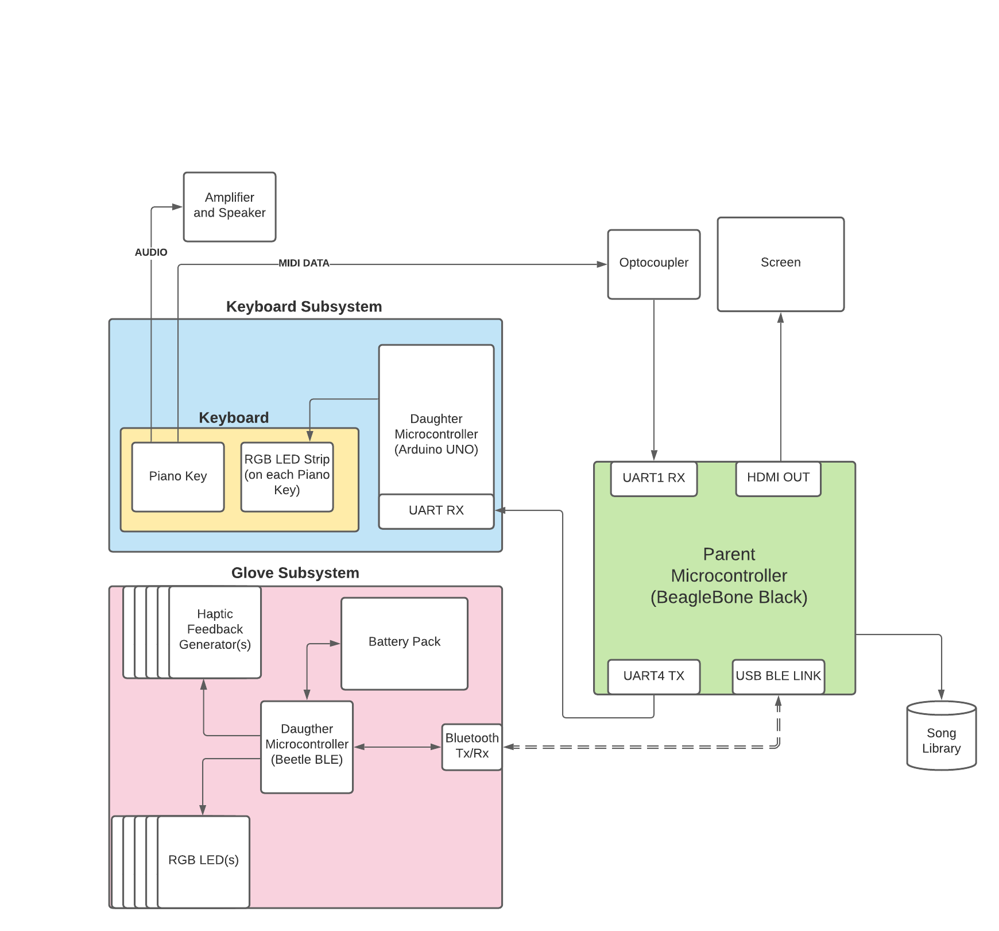 Amplifier
and Speaker
AUDIO
MIDI DATA
Optocoupler
Screen
Keyboard Subsystem
Keyboard
Piano Key
RGB LED Strip
(on each Piano
Key)
Daughter
Microcontroller
(Arduino UNO)
UART RX
UART1 RX
HDMI OUT
Parent
Microcontroller
(BeagleBone Black)
UART4 TX
USB BLE LINK
Song
Library
Glove Subsystem
Haptic
Feedback
Generator(s)
Battery Pack
Daugther
Microcontroller
(Beetle BLE)
Bluetooth
Tx/Rx
RGB LED(s)